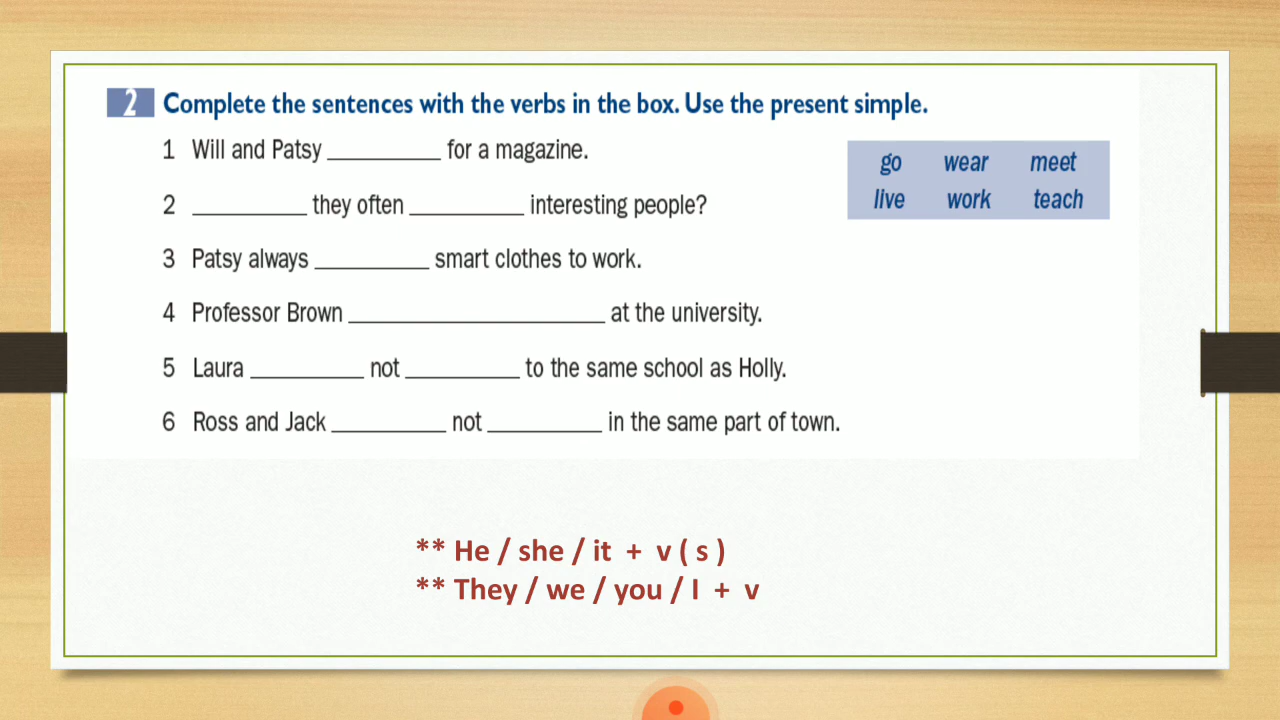 2 Complete the sentences with the verbs in the box. Use the present simple.
1 Will and Patsy __________ for a magazine.
go wear meet
live work teach
2 __________ they often __________ interesting people?
3 Patsy always __________ smart clothes to work.
4 Professor Brown ______________________ at the university.
5 Laura __________ not __________ to the same school as Holly.
6 Ross and Jack __________ not __________ in the same part of town.
** He / she / it + v ( s )
** They / we / you / I + v